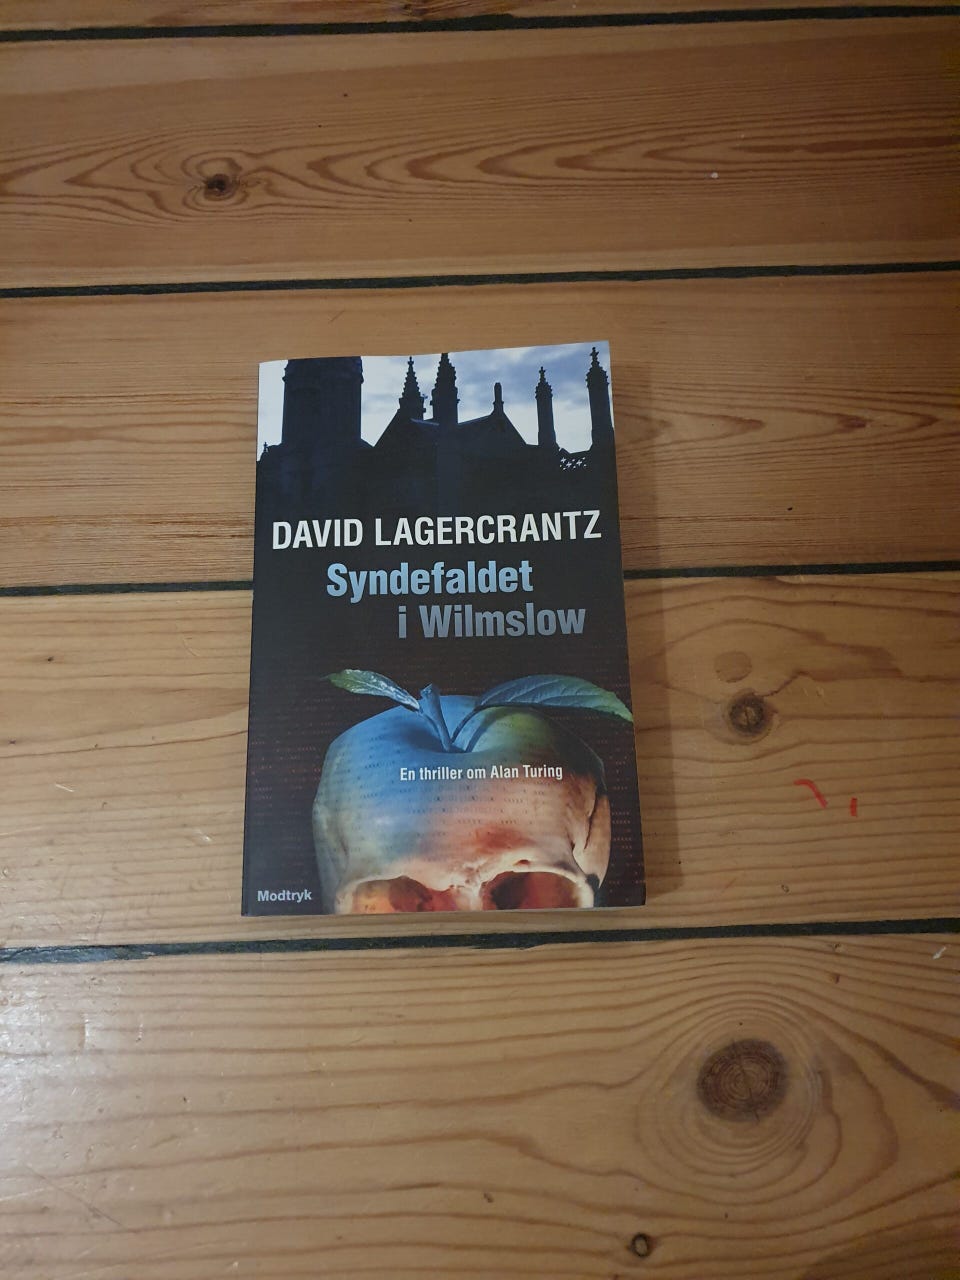 DAVID LAGERCRANTZ
Syndefaldet
i Wilmslow
En thriller om Alan Turing
Modtryk